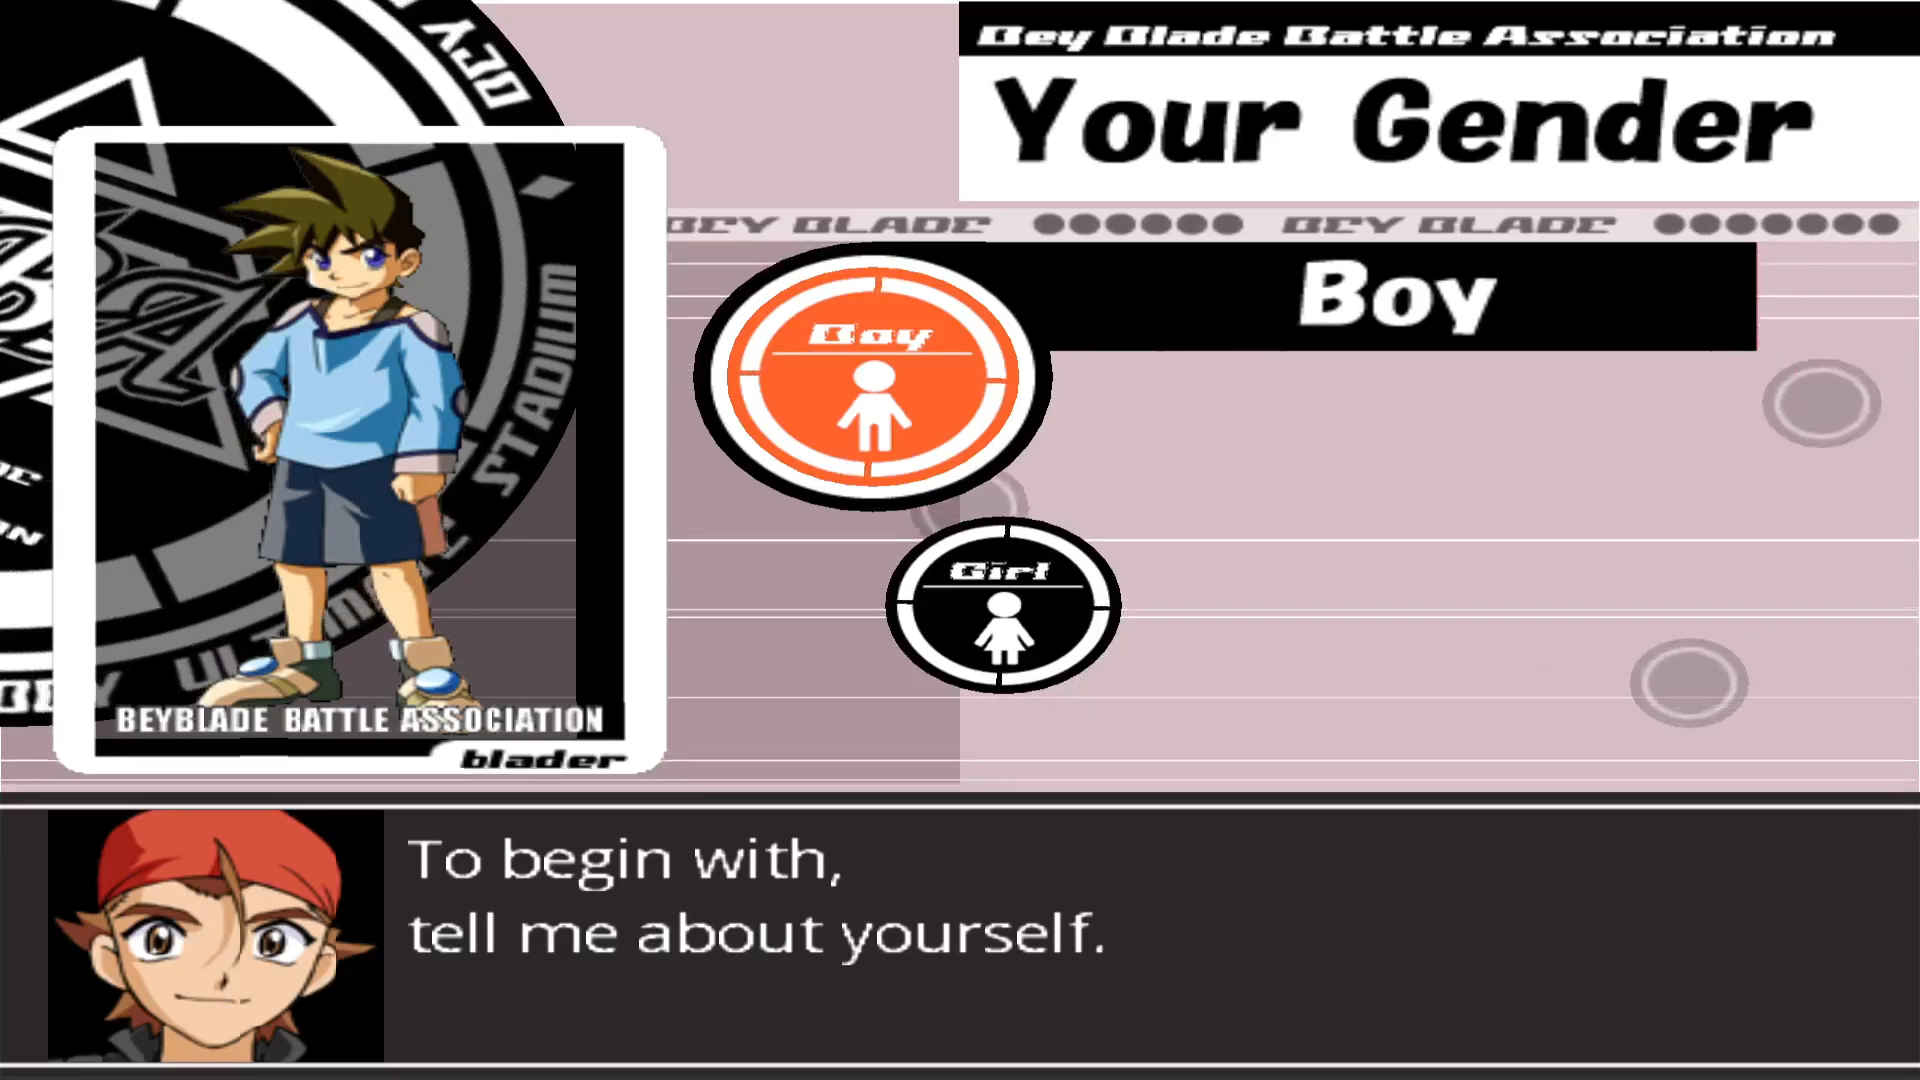 Bey Blade Battle Association
Your Gender
BEY BLADE ●●●●●● BEY BLADE ●●●●●●●
Boy
Boy
Girl
STADIUM
BEYBLADE BATTLE ASSOCIATION
blader
To begin with,
tell me about yourself.